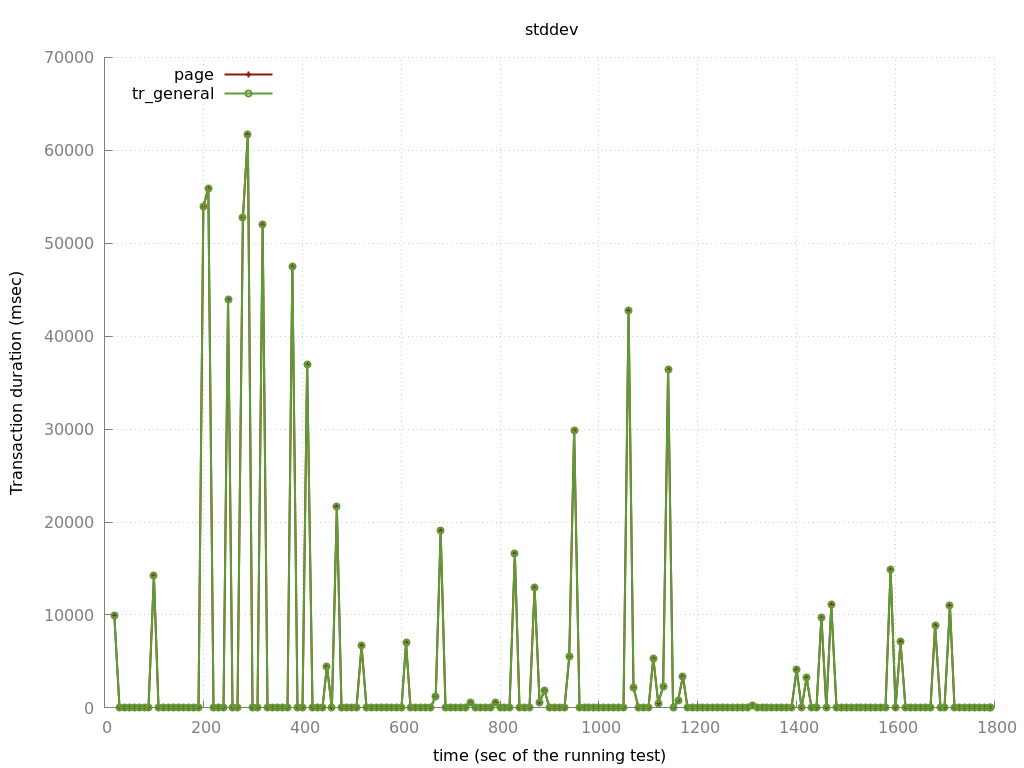 stddev
70000
60000
50000
40000
30000
20000
10000
0
page
tr_general
Transaction duration (msec)
0 200 400 600 800 1000 1200 1400 1600 1800
time (sec of the running test)